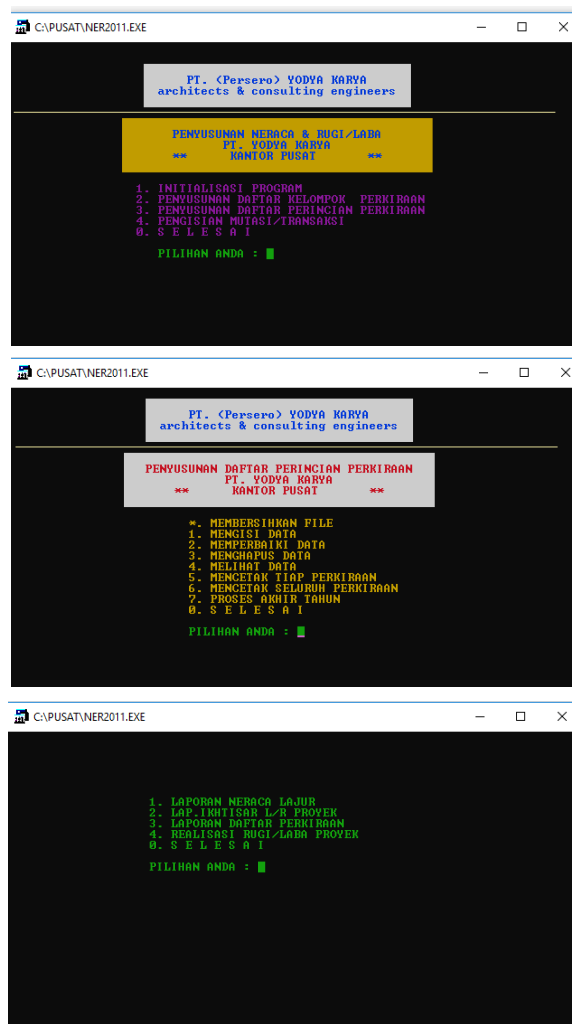 C:\PUSAT\NER2011.EXE
PT. (Persero) YODYA KARYA
architects & consulting engineers
PENYUSUNAN NERACA & RUGI/LABA
PT. YODYA KARYA
** KANTOR PUSAT **
1. INITIALISASI PROGRAM
2. PENYUSUNAN DAFTAR KELOMPOK PERKIRAAN
3. PENYUSUNAN DAFTAR PERINCIAN PERKIRAAN
4. PENGISIAN MUTASI/TRANSAKSI
0. S E L E S A I
PILIHAN ANDA :
C:\PUSAT\NER2011.EXE
PT. (Persero) YODYA KARYA
architects & consulting engineers
PENYUSUNAN DAFTAR PERINCIAN PERKIRAAN
PT. YODYA KARYA
** KANTOR PUSAT **
*. MEMBERSIHKAN FILE
1. MENGISI DATA
2. MEMPERBAIKI DATA
3. MENGHAPUS DATA
4. MELIHAT DATA
5. MENCETAK TIAP PERKIRAAN
6. MENCETAK SELURUH PERKIRAAN
7. PROSES AKHIR TAHUN
0. S E L E S A I
PILIHAN ANDA :
C:\PUSAT\NER2011.EXE
1. LAPORAN NERACA LAJUR
2. LAP.IKHTISAR L/R PROYEK
3. LAPORAN DAFTAR PERKIRAAN
4. REALISASI RUGI/LABA PROYEK
0. S E L E S A I
PILIHAN ANDA :